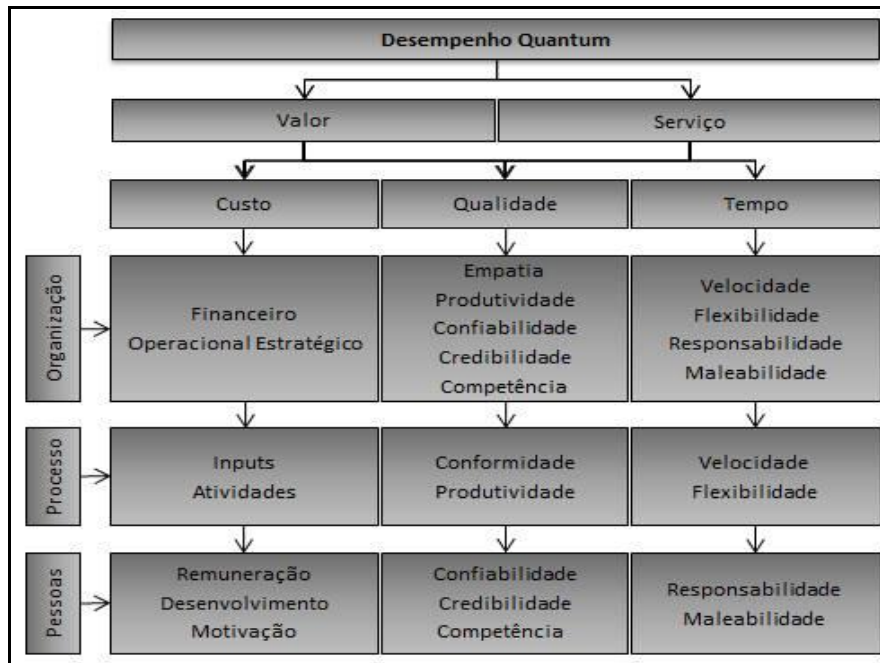 Desempenho Quantum
Valor
Serviço
Custo
Qualidade
Tempo
Organização
Financeiro
Operacional Estratégico
Empatia
Produtividade
Confiabilidade
Credibilidade
Competência
Velocidade
Flexibilidade
Responsabilidade
Maleabilidade
Processo
Inputs
Atividades
Conformidade
Produtividade
Velocidade
Flexibilidade
Pessoas
Remuneração
Desenvolvimento
Motivação
Confiabilidade
Credibilidade
Competência
Responsabilidade
Maleabilidade